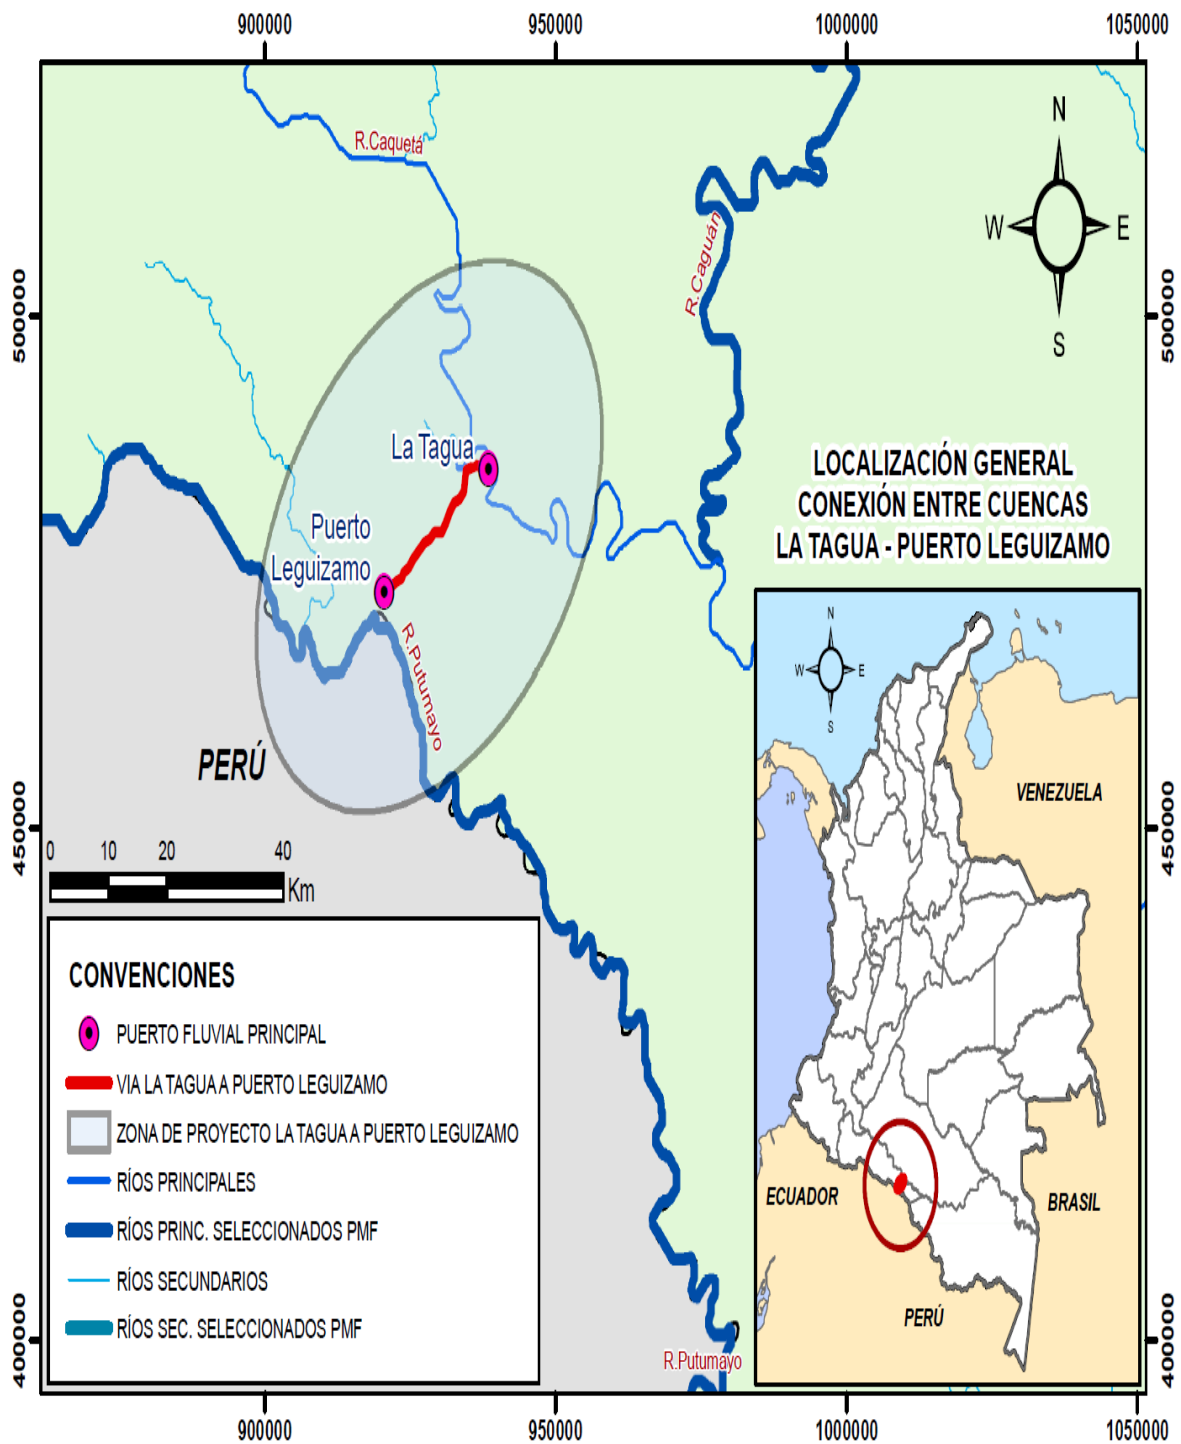 900000
950000
1000000
1050000
N
W
E
S
R.Caquetá
R.Caguán
500000
500000
La Tagua
Puerto
Leguizamo
R.Putumayo
LOCALIZACIÓN GENERAL
CONEXIÓN ENTRE CUENCAS
LA TAGUA - PUERTO LEGUIZAMO
PERÚ
450000
450000
0
10
20
40
Km
CONVENCIONES
PUERTO FLUVIAL PRINCIPAL
VIA LA TAGUA A PUERTO LEGUIZAMO
ZONA DE PROYECTO LA TAGUA A PUERTO LEGUIZAMO
RÍOS PRINCIPALES
RÍOS PRINC. SELECCIONADOS PMF
RÍOS SECUNDARIOS
RÍOS SEC. SELECCIONADOS PMF
N
W
E
S
VENEZUELA
ECUADOR
BRASIL
PERÚ
R.Putumayo
400000
400000
900000
950000
1000000
1050000